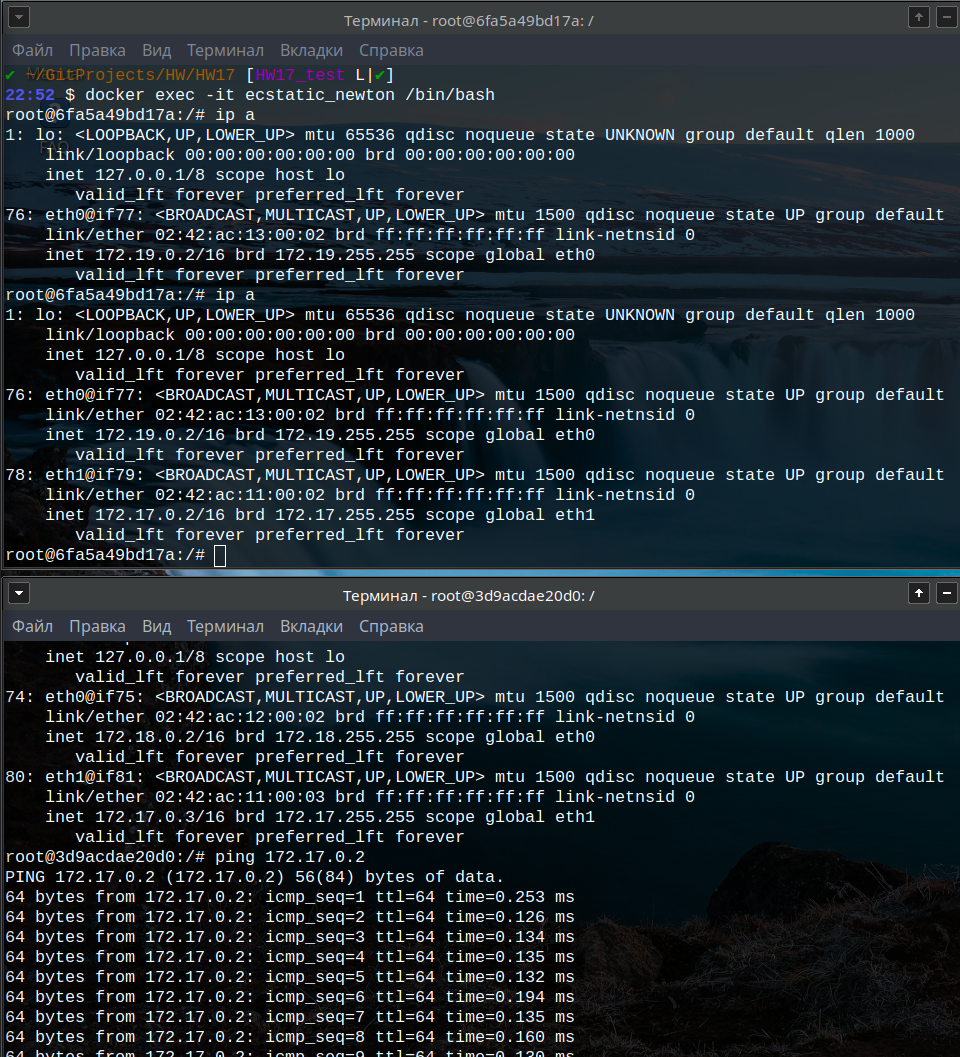 Терминал - root@6fa5a49bd17a: /
Файл Правка Вид Терминал Вкладки Справка
✔ ~/GitProjects/HW/HW17 [HW17_test L|✔]
22:52 $ docker exec -it ecstatic_newton /bin/bash
root@6fa5a49bd17a:/# ip a
1: lo: <LOOPBACK,UP,LOWER_UP> mtu 65536 qdisc noqueue state UNKNOWN group default qlen 1000
    link/loopback 00:00:00:00:00:00 brd 00:00:00:00:00:00
    inet 127.0.0.1/8 scope host lo
       valid_lft forever preferred_lft forever
76: eth0@if77: <BROADCAST,MULTICAST,UP,LOWER_UP> mtu 1500 qdisc noqueue state UP group default
    link/ether 02:42:ac:13:00:02 brd ff:ff:ff:ff:ff:ff link-netnsid 0
    inet 172.19.0.2/16 brd 172.19.255.255 scope global eth0
       valid_lft forever preferred_lft forever
root@6fa5a49bd17a:/# ip a
1: lo: <LOOPBACK,UP,LOWER_UP> mtu 65536 qdisc noqueue state UNKNOWN group default qlen 1000
    link/loopback 00:00:00:00:00:00 brd 00:00:00:00:00:00
    inet 127.0.0.1/8 scope host lo
       valid_lft forever preferred_lft forever
76: eth0@if77: <BROADCAST,MULTICAST,UP,LOWER_UP> mtu 1500 qdisc noqueue state UP group default
    link/ether 02:42:ac:13:00:02 brd ff:ff:ff:ff:ff:ff link-netnsid 0
    inet 172.19.0.2/16 brd 172.19.255.255 scope global eth0
       valid_lft forever preferred_lft forever
78: eth1@if79: <BROADCAST,MULTICAST,UP,LOWER_UP> mtu 1500 qdisc noqueue state UP group default
    link/ether 02:42:ac:11:00:02 brd ff:ff:ff:ff:ff:ff link-netnsid 0
    inet 172.17.0.2/16 brd 172.17.255.255 scope global eth1
       valid_lft forever preferred_lft forever
root@6fa5a49bd17a:/#
Терминал - root@3d9acdae20d0: /
Файл Правка Вид Терминал Вкладки Справка
    inet 127.0.0.1/8 scope host lo
       valid_lft forever preferred_lft forever
74: eth0@if75: <BROADCAST,MULTICAST,UP,LOWER_UP> mtu 1500 qdisc noqueue state UP group default
    link/ether 02:42:ac:12:00:02 brd ff:ff:ff:ff:ff:ff link-netnsid 0
    inet 172.18.0.2/16 brd 172.18.255.255 scope global eth0
       valid_lft forever preferred_lft forever
80: eth1@if81: <BROADCAST,MULTICAST,UP,LOWER_UP> mtu 1500 qdisc noqueue state UP group default
    link/ether 02:42:ac:11:00:03 brd ff:ff:ff:ff:ff:ff link-netnsid 0
    inet 172.17.0.3/16 brd 172.17.255.255 scope global eth1
       valid_lft forever preferred_lft forever
root@3d9acdae20d0:/# ping 172.17.0.2
PING 172.17.0.2 (172.17.0.2) 56(84) bytes of data.
64 bytes from 172.17.0.2: icmp_seq=1 ttl=64 time=0.253 ms
64 bytes from 172.17.0.2: icmp_seq=2 ttl=64 time=0.126 ms
64 bytes from 172.17.0.2: icmp_seq=3 ttl=64 time=0.134 ms
64 bytes from 172.17.0.2: icmp_seq=4 ttl=64 time=0.135 ms
64 bytes from 172.17.0.2: icmp_seq=5 ttl=64 time=0.132 ms
64 bytes from 172.17.0.2: icmp_seq=6 ttl=64 time=0.194 ms
64 bytes from 172.17.0.2: icmp_seq=7 ttl=64 time=0.135 ms
64 bytes from 172.17.0.2: icmp_seq=8 ttl=64 time=0.160 ms
64 bytes from 172.17.0.2: icmp_seq=9 ttl=64 time=0.130 ms